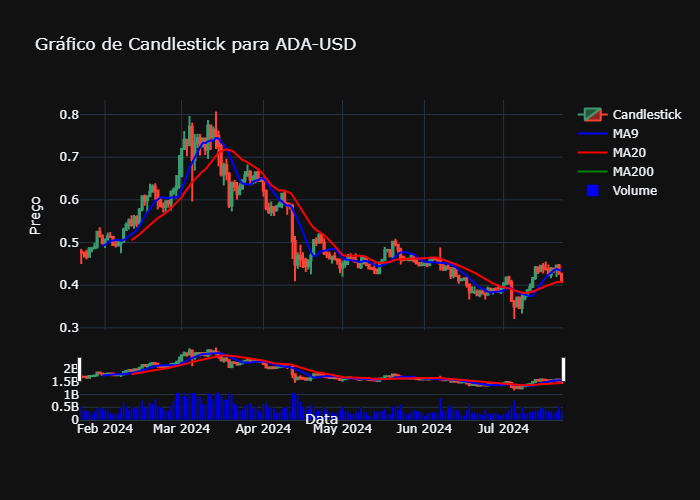 Gráfico de Candlestick para ADA-USD
Candlestick
MA9
MA20
MA200
Volume
Preço
0.8
0.7
0.6
0.5
0.4
0.3
2B
1.5B
1B
0.5B
0
Feb 2024 Mar 2024 Apr 2024 May 2024 Jun 2024 Jul 2024
Data